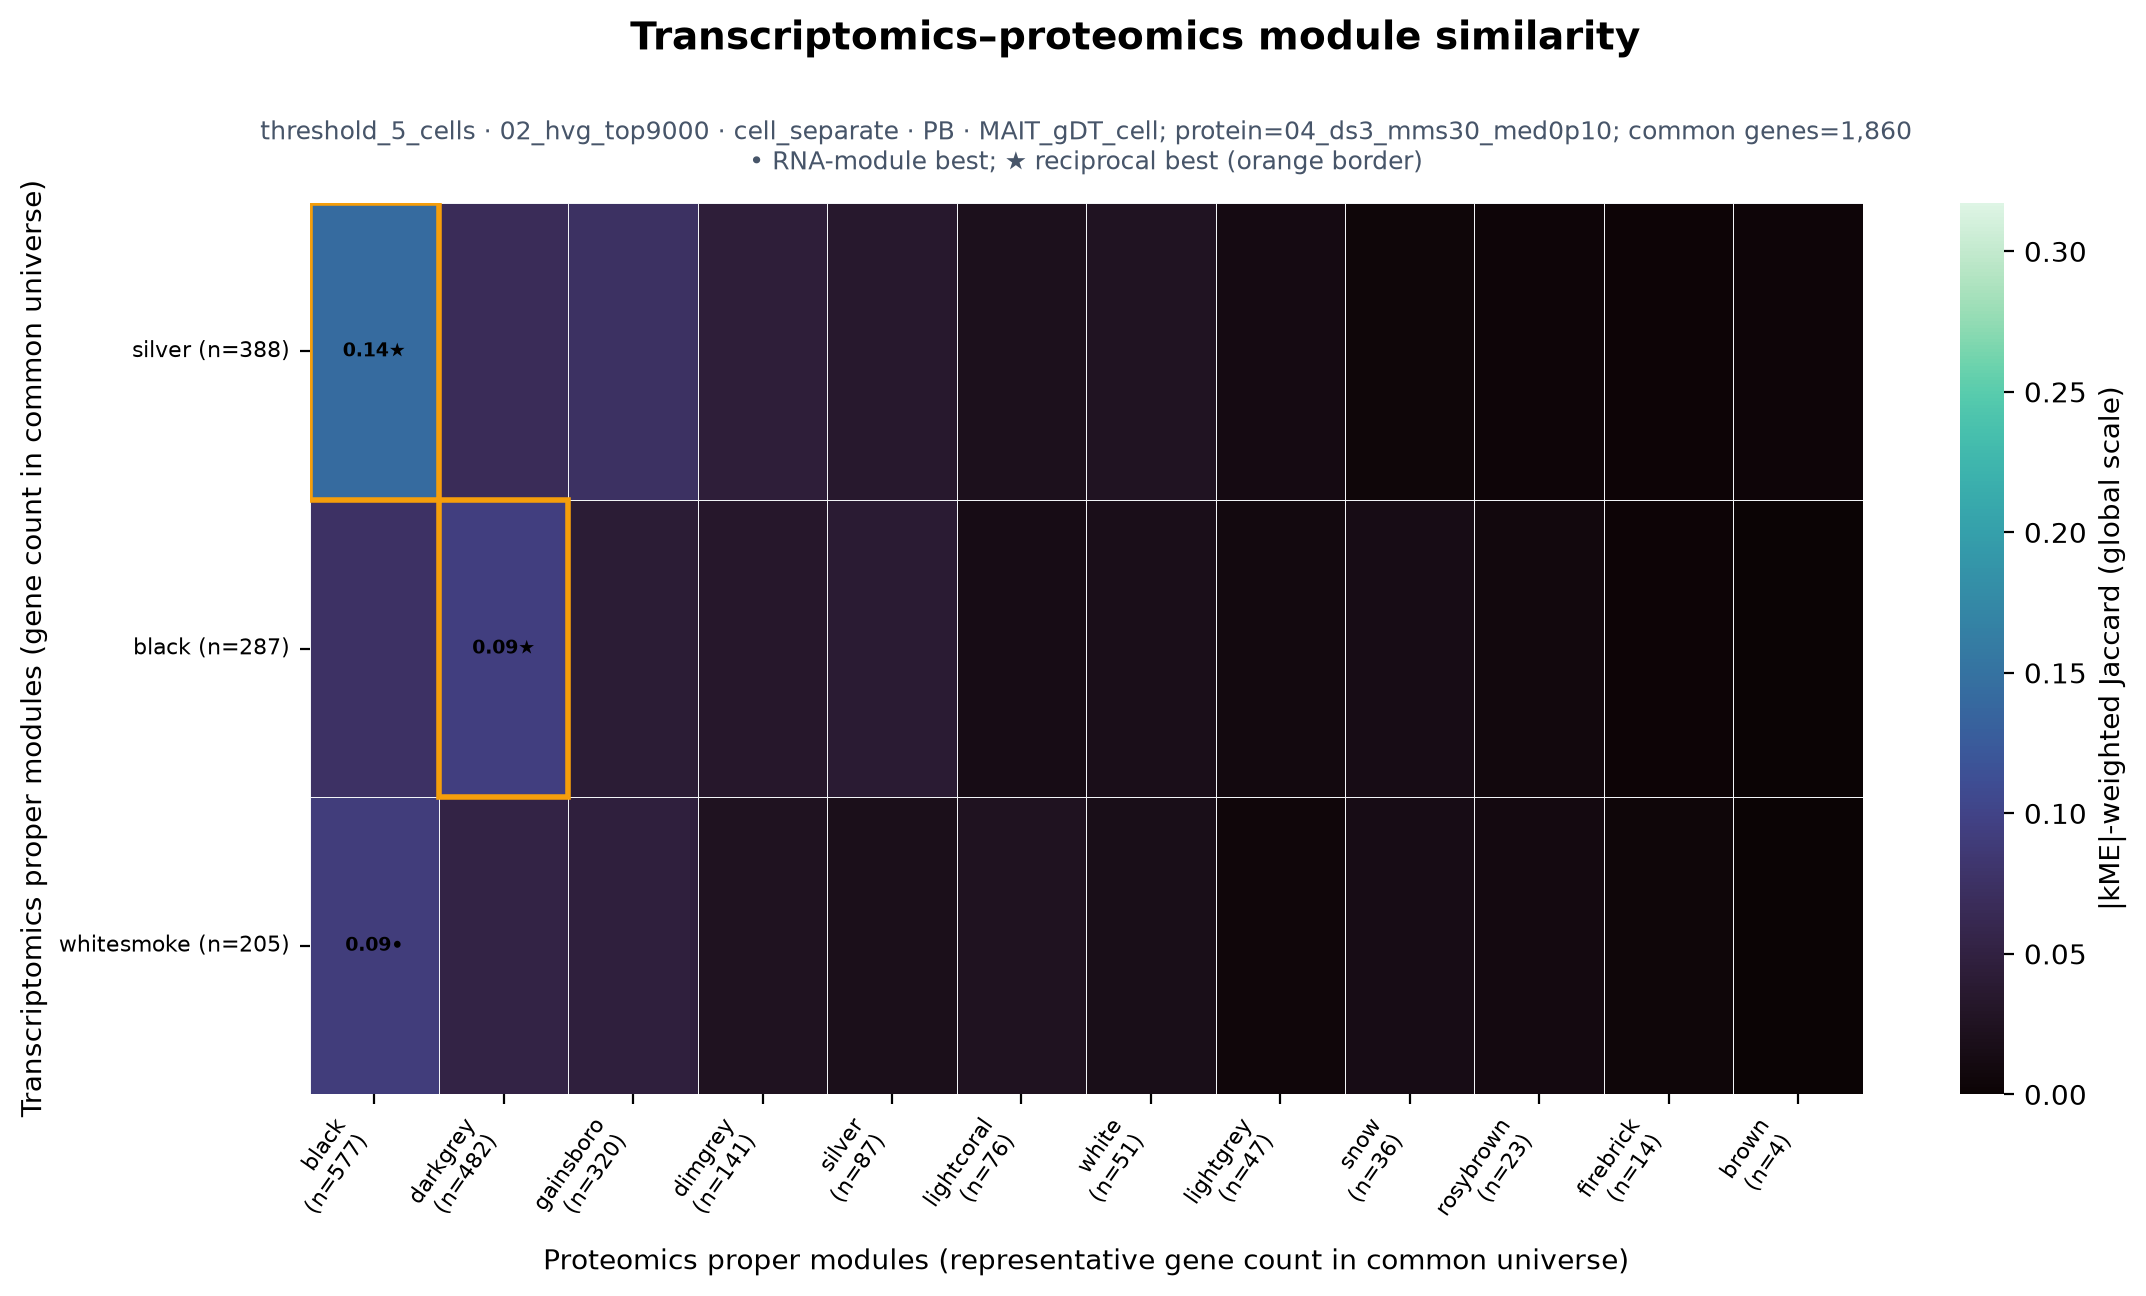 Transcriptomics–proteomics module similarity
threshold_5_cells · 02_hvg_top9000 · cell_separate · PB · MAIT_gDT_cell; protein=04_ds3_mms30_med0p10; common genes=1,860
• RNA-module best; ★ reciprocal best (orange border)
Transcriptomics proper modules (gene count in common universe)
silver (n=388)
black (n=287)
whitesmoke (n=205)
0.14★
0.09★
0.09•
black
(n=577)
darkgrey
(n=482)
gainsboro
(n=320)
dimgrey
(n=141)
silver
(n=87)
lightcoral
(n=76)
white
(n=51)
lightgrey
(n=47)
snow
(n=36)
rosybrown
(n=23)
firebrick
(n=14)
brown
(n=4)
Proteomics proper modules (representative gene count in common universe)
0.30
0.25
0.20
0.15
0.10
0.05
0.00
|kME|-weighted Jaccard (global scale)